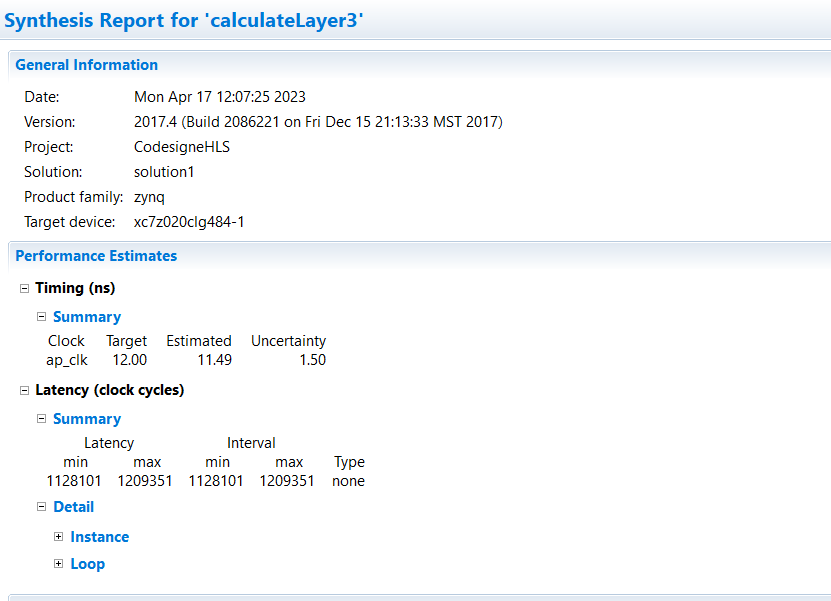 Synthesis Report for 'calculateLayer3'
General Information
Date: Mon Apr 17 12:07:25 2023
Version: 2017.4 (Build 2086221 on Fri Dec 15 21:13:33 MST 2017)
Project: CodesigneHLS
Solution: solution1
Product family: zynq
Target device: xc7z020clg484-1
Performance Estimates
Timing (ns)
Summary
Clock Target Estimated Uncertainty
ap_clk 12.00 11.49 1.50
Latency (clock cycles)
Summary
Latency Interval
min max min max Type
1128101 1209351 1128101 1209351 none
Detail
Instance
Loop